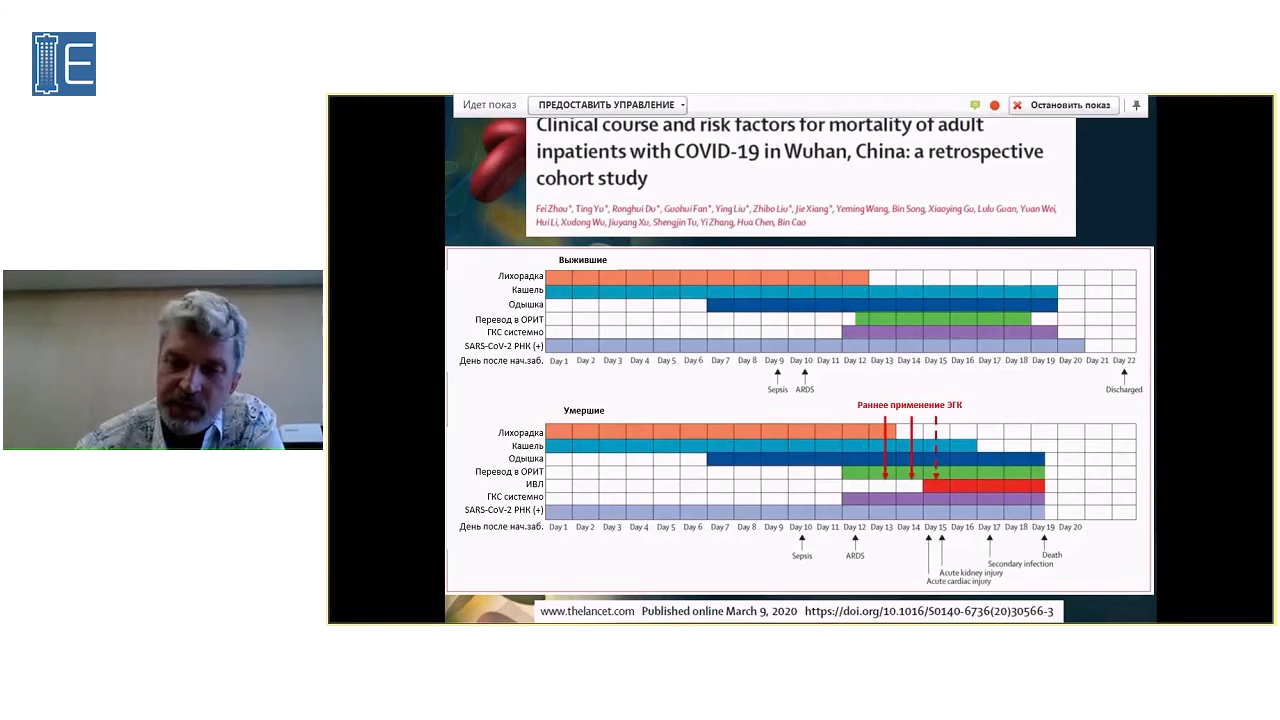 E
Идет показ ПРЕДОСТАВИТЬ УПРАВЛЕНИЕ Остановить показ
Clinical course and risk factors for mortality of adult
inpatients with COVID-19 in Wuhan, China: a retrospective
cohort study
Fei Zhou*, Ting Yu*, Ronghui Du*, Guohui Fan*, Ying Liu*, Zhibo Liu*, Jie Xiang*, Yeming Wang, Bin Song, Xiaoying Gu, Lulu Guan, Yuan Wei,
Hui Li, Xudong Wu, Jiuyang Xu, Shengjin Tu, Yi Zhang, Hua Chen, Bin Cao
Выжившие
Лихорадка
Кашель
Одышка
Перевод в ОРИТ
ГКС системно
SARS-CoV-2 РНК (+)
День после нач.заб. Day 1 Day 2 Day 3 Day 4 Day 5 Day 6 Day 7 Day 8 Day 9 Day 10 Day 11 Day 12 Day 13 Day 14 Day 15 Day 16 Day 17 Day 18 Day 19 Day 20 Day 21 Day 22
Sepsis ARDS Discharged
Раннее применение ЭГК
Умершие
Лихорадка
Кашель
Одышка
Перевод в ОРИТ
ИВЛ
ГКС системно
SARS-CoV-2 РНК (+)
День после нач.заб. Day 1 Day 2 Day 3 Day 4 Day 5 Day 6 Day 7 Day 8 Day 9 Day 10 Day 11 Day 12 Day 13 Day 14 Day 15 Day 16 Day 17 Day 18 Day 19 Day 20
Sepsis ARDS Death
Secondary infection
Acute kidney injury
Acute cardiac injury
www.thelancet.com Published online March 9, 2020 https://doi.org/10.1016/S0140-6736(20)30566-3